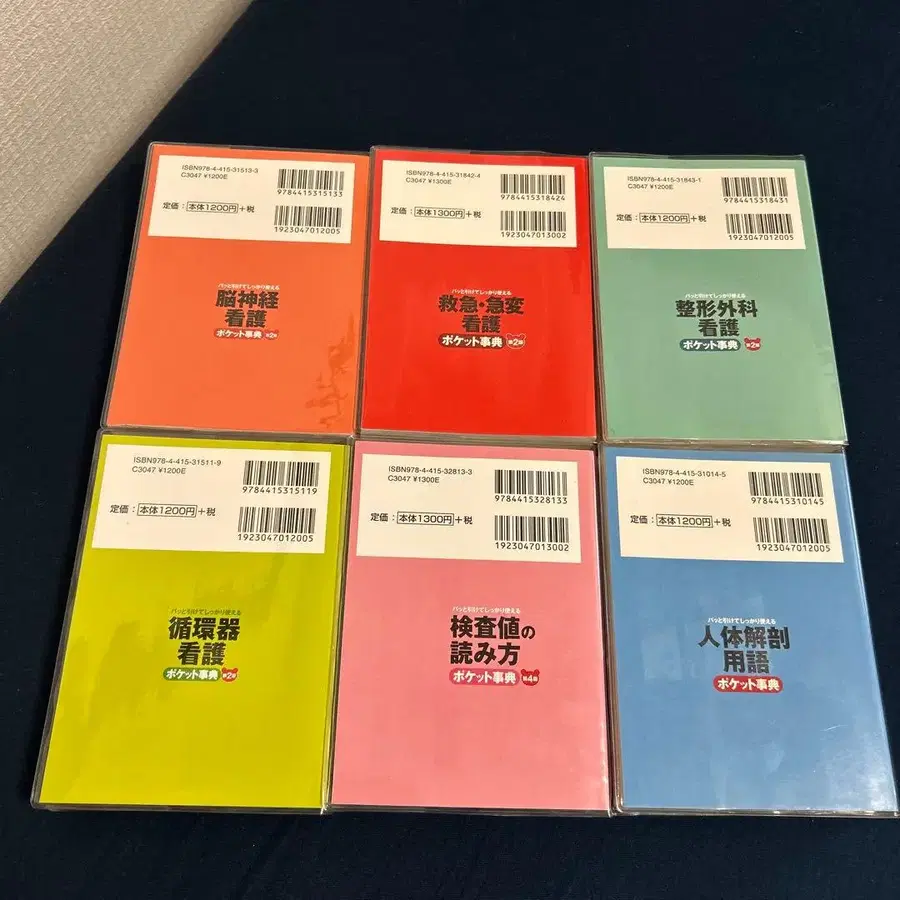 ISBN978-4-415-31513-3
C3047 ¥1200E
9784415315133
定価：本体1200円＋税
1923047012005
パッと引けてしっかり使える
脳神経
看護
ポケット事典 第2版
ISBN978-4-415-31842-4
C3047 ¥1300E
9784415318424
定価：本体1300円＋税
1923047013002
パッと引けてしっかり使える
救急・急変
看護
ポケット事典 第2版
ISBN978-4-415-31843-1
C3047 ¥1200E
9784415318431
定価：本体1200円＋税
1923047012005
パッと引けてしっかり使える
整形外科
看護
ポケット事典 第2版
ISBN978-4-415-31511-9
C3047 ¥1200E
9784415315119
定価：本体1200円＋税
1923047012005
パッと引けてしっかり使える
循環器
看護
ポケット事典 第2版
ISBN978-4-415-32813-3
C3047 ¥1300E
9784415328133
定価：本体1300円＋税
1923047013002
パッと引けてしっかり使える
検査値の
読み方
ポケット事典 第4版
ISBN978-4-415-31014-5
C3047 ¥1200E
9784415310145
定価：本体1200円＋税
1923047012005
パッと引けてしっかり使える
人体解剖
用語
ポケット事典